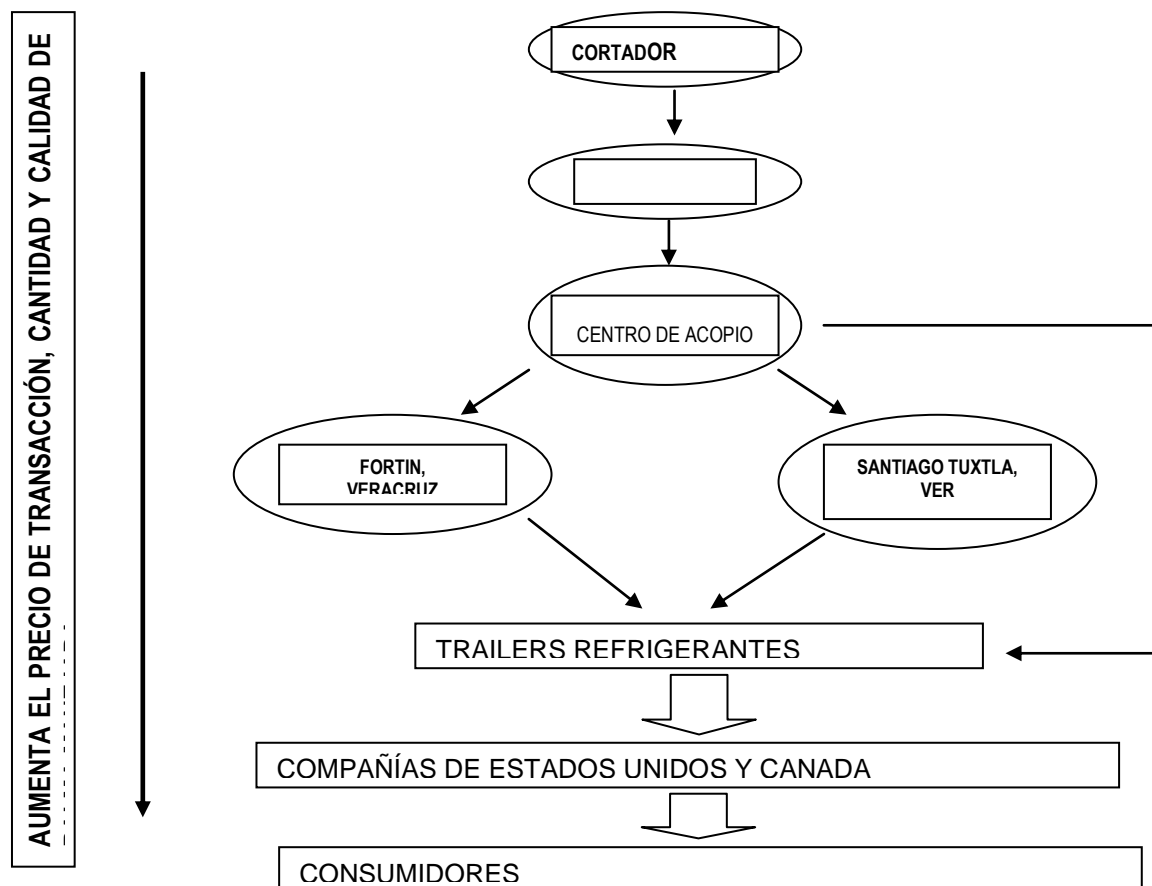 AUMENTA EL PRECIO DE TRANSACCIÓN, CANTIDAD Y CALIDAD DE
CORTADOR
CENTRO DE ACOPIO
FORTIN,
VERACRUZ
SANTIAGO TUXTLA,
VER
TRAILERS REFRIGERANTES
COMPAÑÍAS DE ESTADOS UNIDOS Y CANADA
CONSUMIDORES